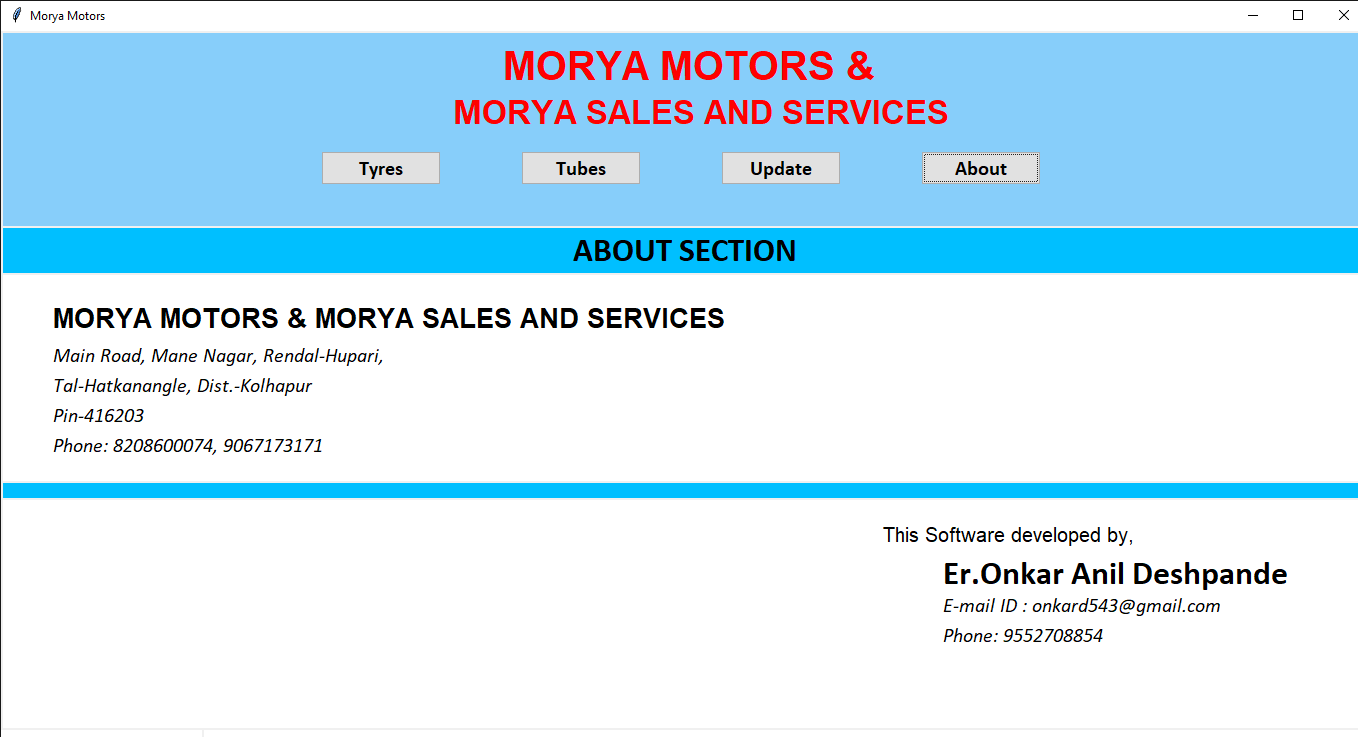 Morya Motors
MORYA MOTORS &
MORYA SALES AND SERVICES
Tyres Tubes Update About
ABOUT SECTION
MORYA MOTORS & MORYA SALES AND SERVICES
Main Road, Mane Nagar, Rendal-Hupari,
Tal-Hatkanangle, Dist.-Kolhapur
Pin-416203
Phone: 8208600074, 9067173171
This Software developed by,
Er.Onkar Anil Deshpande
E-mail ID : onkard543@gmail.com
Phone: 9552708854